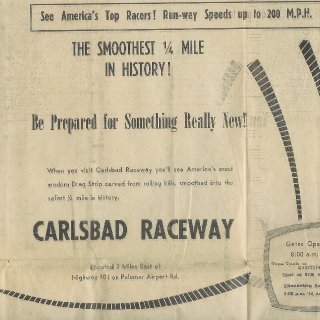 See America's Top Racers! Run-way Speeds up to 200 M.P.H.
THE SMOOTHEST ¼ MILE
IN HISTORY!
Be Prepared for Something Really New!
When you visit Carlsbad Raceway you'll see America's most
modern Drag Strip carved from rolling hills, smoothed into the
safest ¼ mile in history.
CARLSBAD RACEWAY
Located 7 Miles East of
Highway 101 on Palomar Airport Rd.
Gates Ope
8:00 a.m.
Time Trials